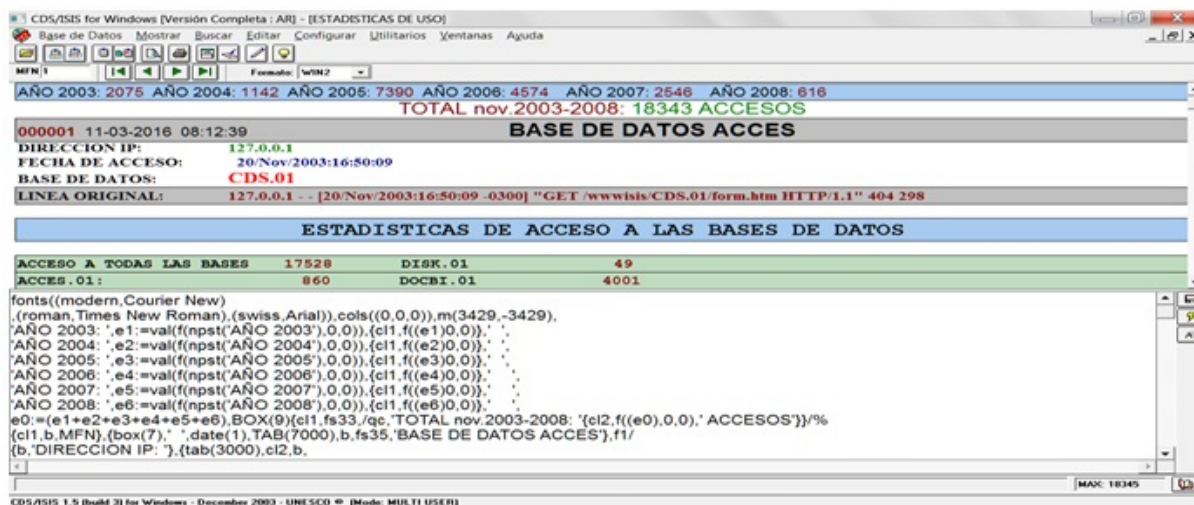 CDS/ISIS for Windows [Versión Completa : AR] - [ESTADISTICAS DE USO]
Base de Datos Mostrar Buscar Editar Configurar Utilitarios Ventanas Ayuda
MFN 1 Formato: WIN2
AÑO 2003: 2075 AÑO 2004: 1142 AÑO 2005: 7390 AÑO 2006: 4574 AÑO 2007: 2546 AÑO 2008: 616
TOTAL nov.2003-2008: 18343 ACCESOS
000001 11-03-2016 08:12:39 BASE DE DATOS ACCES
DIRECCION IP: 127.0.0.1
FECHA DE ACCESO: 20/Nov/2003:16:50:09
BASE DE DATOS: CDS.01
LINEA ORIGINAL: 127.0.0.1 - - [20/Nov/2003:16:50:09 -0300] "GET /wwwisis/CDS.01/form.htm HTTP/1.1" 404 298
ESTADISTICAS DE ACCESO A LAS BASES DE DATOS
ACCESO A TODAS LAS BASES 17528 DISK.01 49
ACCES.01: 860 DOCBI.01 4001
fonts((modern,Courier New)
,(roman,Times New Roman),(swiss,Arial)),cols((0,0,0)),m(3429,-3429),
'AÑO 2003: ',e1:=val(f(npst('AÑO 2003'),0,0)),{cl1,f((e1)0,0)},' ',
'AÑO 2004: ',e2:=val(f(npst('AÑO 2004'),0,0)),{cl1,f((e2)0,0)},' ',
'AÑO 2005: ',e3:=val(f(npst('AÑO 2005'),0,0)),{cl1,f((e3)0,0)},' ',
'AÑO 2006: ',e4:=val(f(npst('AÑO 2006'),0,0)),{cl1,f((e4)0,0)},' ',
'AÑO 2007: ',e5:=val(f(npst('AÑO 2007'),0,0)),{cl1,f((e5)0,0)},' ',
'AÑO 2008: ',e6:=val(f(npst('AÑO 2008'),0,0)),{cl1,f((e6)0,0)},'
e0:=(e1+e2+e3+e4+e5+e6),BOX(9){cl1,fs33,/qc,'TOTAL nov.2003-2008: '{cl2,f((e0),0,0),' ACCESOS'}}/%
{cl1,b,MFN},{box(7),' ',date(1),TAB(7000),b,fs35,'BASE DE DATOS ACCES'},f1/
{b,'DIRECCION IP: '},{tab(3000),cl2,b,
MAX: 18345
CDS/ISIS 1.5 (build 3) for Windows - December 2003 - UNESCO © [Mode: MULTI USER]